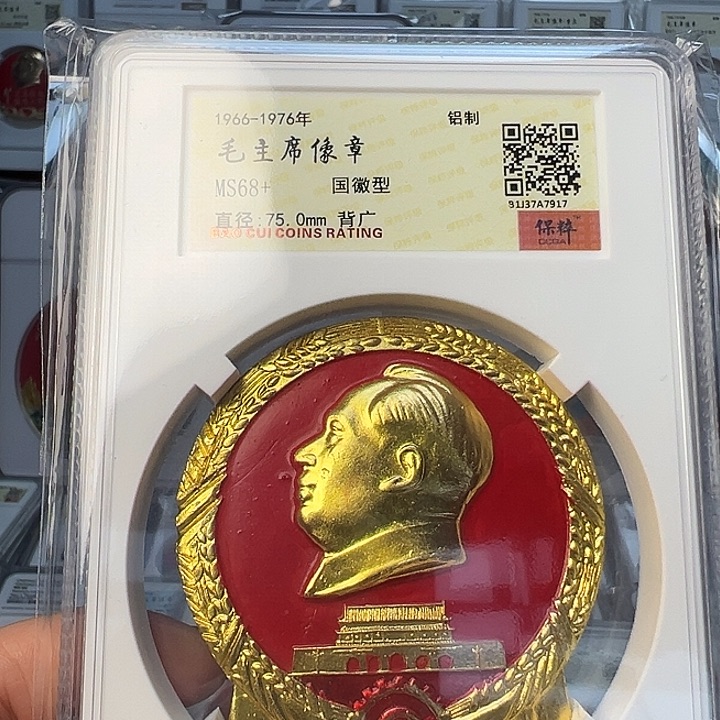 1966-1976年 铝制
毛主席像章
MS68+ 国徽型
B1J37A7917
直径:75.0mm 背广
CUI COINS RATING
保粹